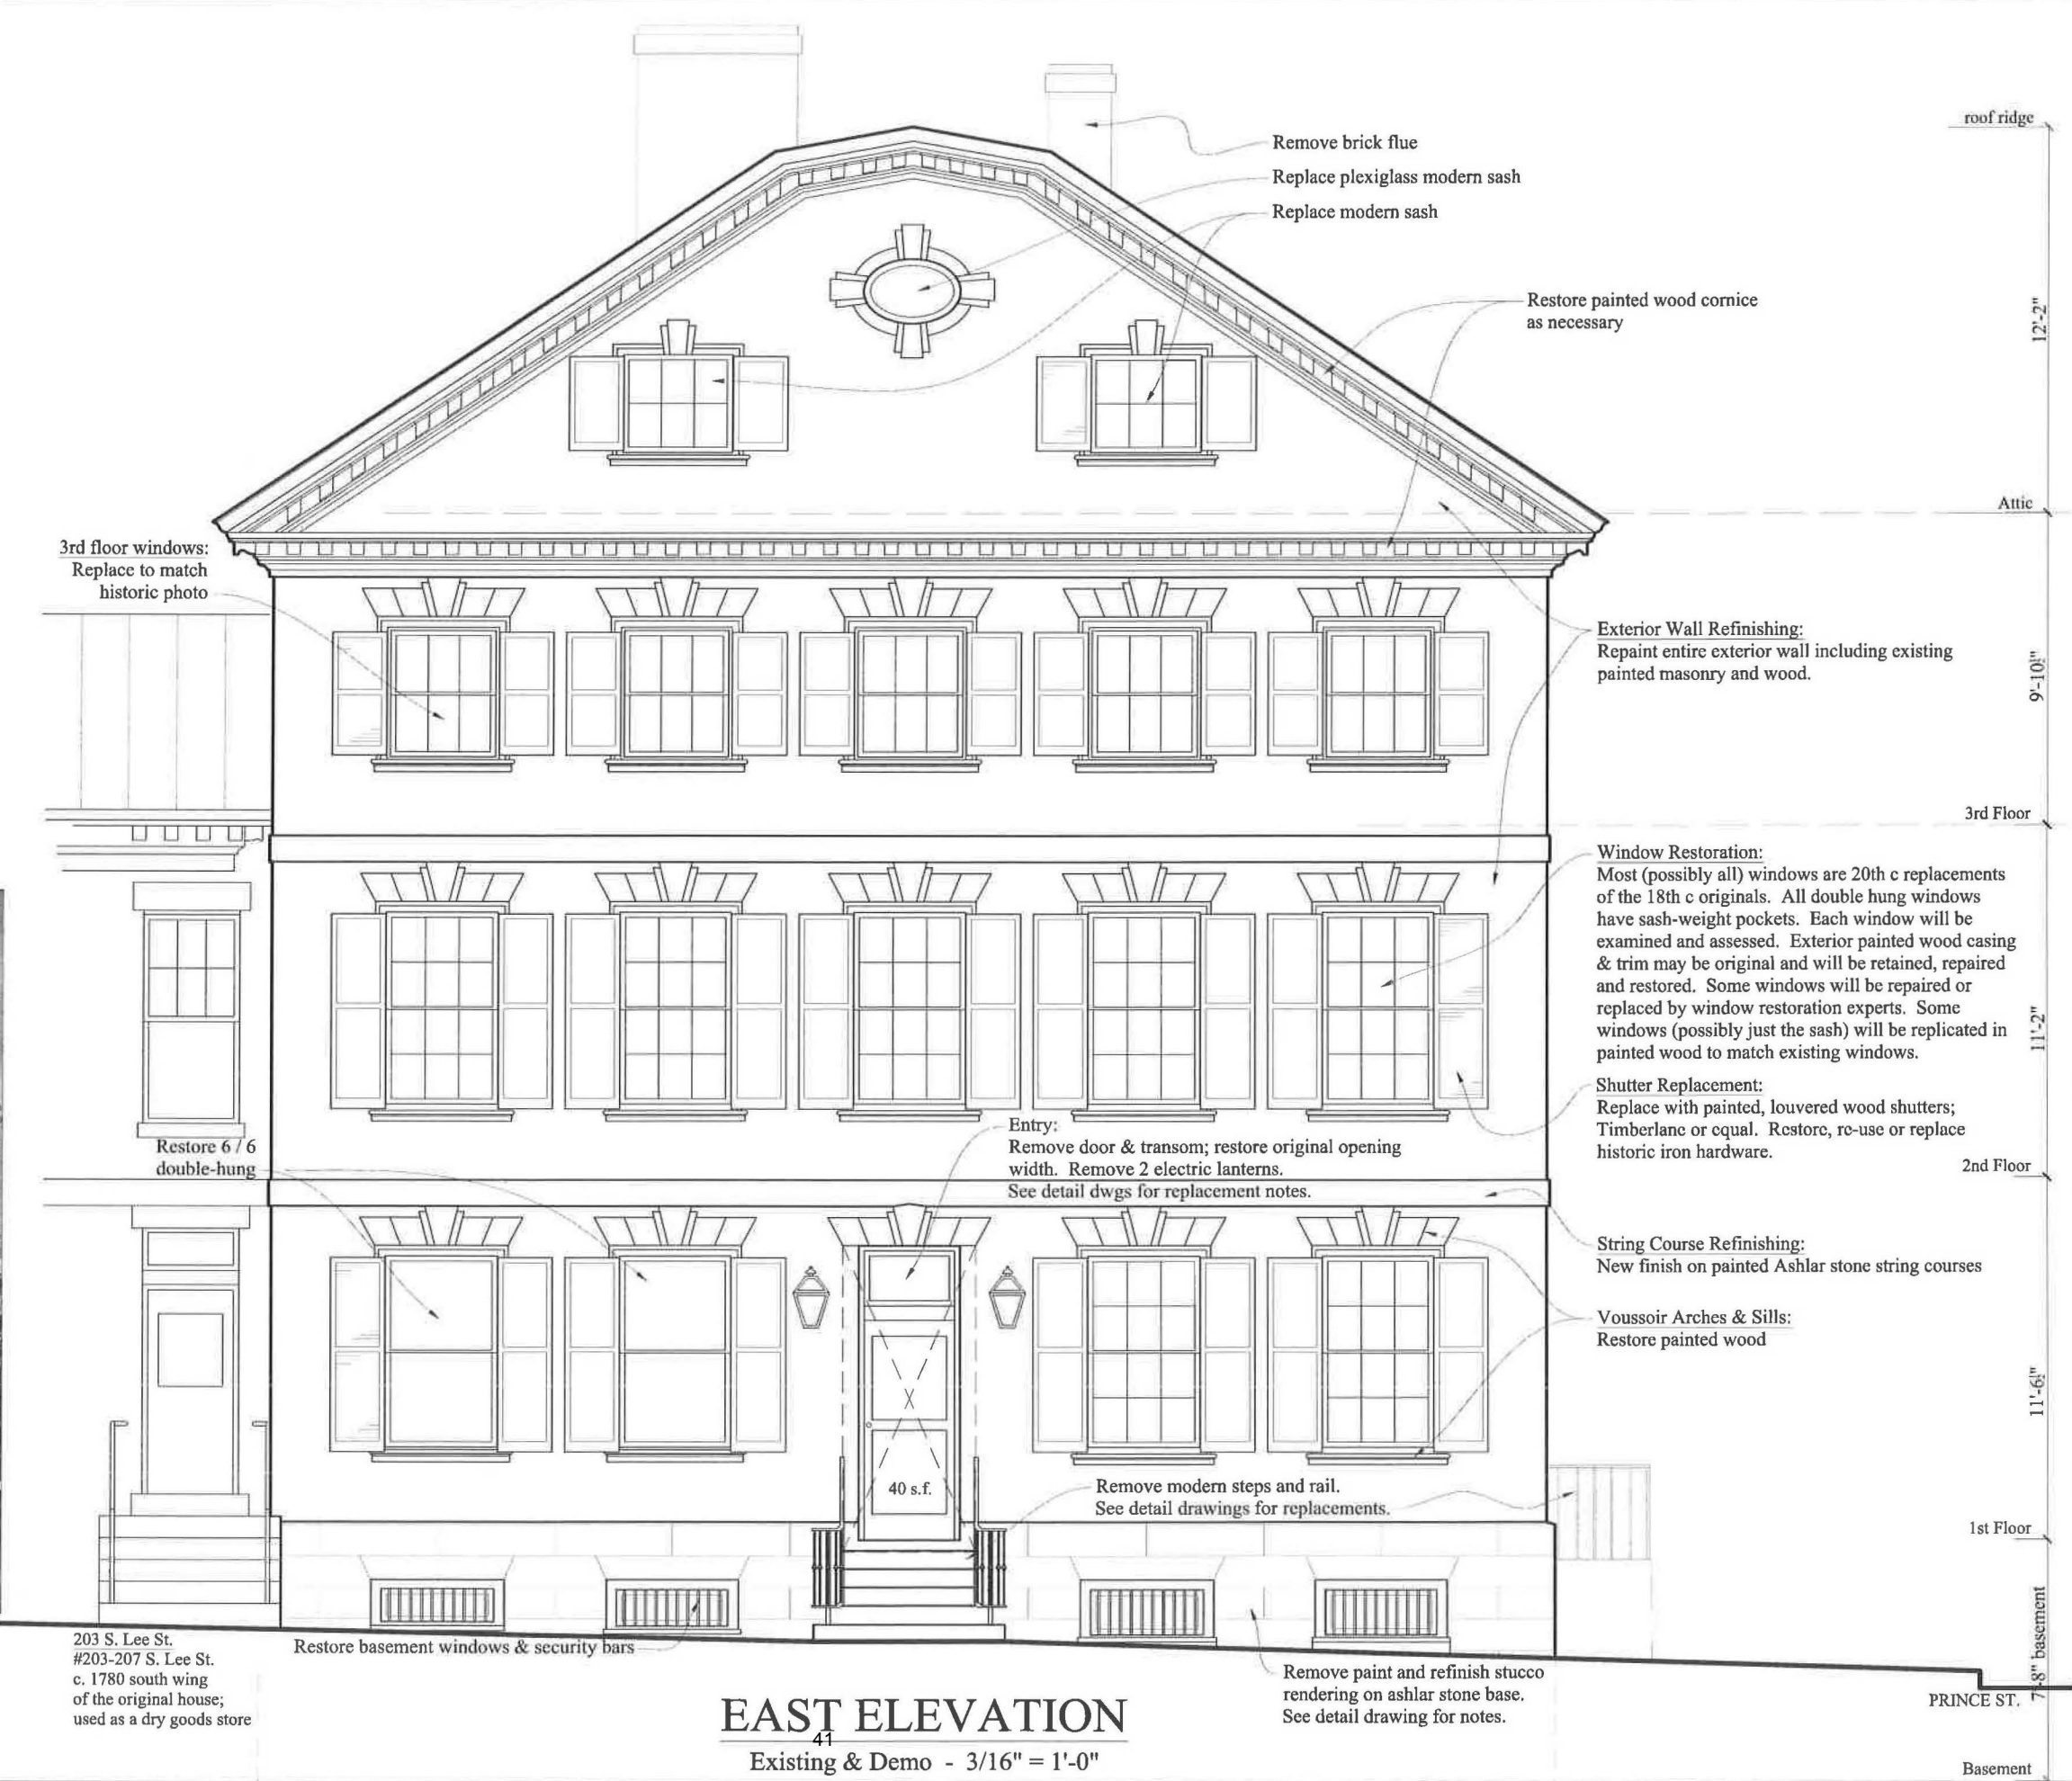 roof ridge
Remove brick flue
Replace plexiglass modern sash
Replace modern sash
Restore painted wood cornice
as necessary
12'-2"
Attic
3rd floor windows:
Replace to match
historic photo
Exterior Wall Refinishing:
Repaint entire exterior wall including existing
painted masonry and wood.
9'-10½"
3rd Floor
Window Restoration:
Most (possibly all) windows are 20th c replacements
of the 18th c originals. All double hung windows
have sash-weight pockets. Each window will be
examined and assessed. Exterior painted wood casing
& trim may be original and will be retained, repaired
and restored. Some windows will be repaired or
replaced by window restoration experts. Some
windows (possibly just the sash) will be replicated in
painted wood to match existing windows.
11'-2"
Shutter Replacement:
Replace with painted, louvered wood shutters;
Timberlane or equal. Restore, re-use or replace
historic iron hardware.
2nd Floor
Restore 6 / 6
double-hung
Entry:
Remove door & transom; restore original opening
width. Remove 2 electric lanterns.
See detail dwgs for replacement notes.
String Course Refinishing:
New finish on painted Ashlar stone string courses
Voussoir Arches & Sills:
Restore painted wood
11'-6½"
40 s.f.
Remove modern steps and rail.
See detail drawings for replacements.
1st Floor
7'-8" basement
203 S. Lee St.
#203-207 S. Lee St.
c. 1780 south wing
of the original house;
used as a dry goods store
Restore basement windows & security bars
Remove paint and refinish stucco
rendering on ashlar stone base.
See detail drawing for notes.
PRINCE ST.
EAST ELEVATION
41
Existing & Demo - 3/16" = 1'-0"
Basement